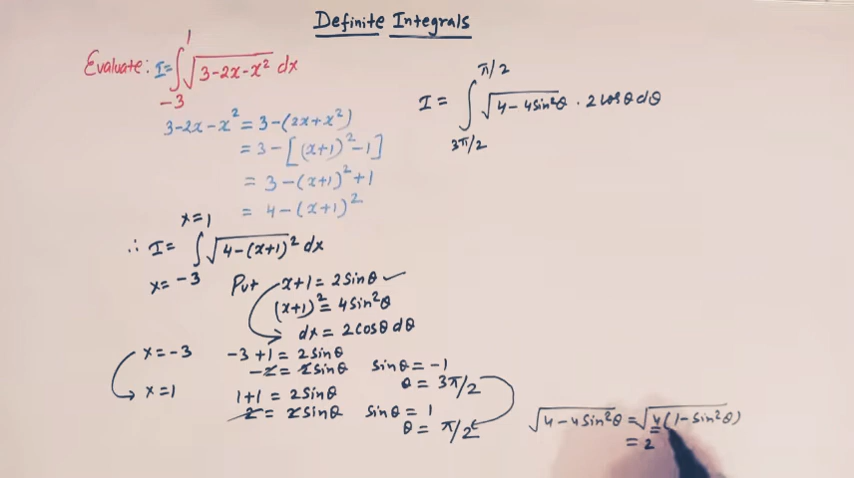 Definite Integrals
Evaluate: I = ∫₋₃¹ √(3-2x-x²) dx
3-2x-x² = 3-(2x+x²)
= 3-[(x+1)²-1]
= 3-(x+1)²+1
= 4-(x+1)²
∴ I = ∫_{x=-3}^{x=1} √(4-(x+1)²) dx
Put x+1 = 2sinθ ✓
(x+1)² = 4sin²θ
dx = 2cosθ dθ
x=-3 -3+1 = 2sinθ
-2 = 2sinθ sinθ = -1
θ = 3π/2
x=1 1+1 = 2sinθ
2 = 2sinθ sinθ = 1
θ = π/2
I = ∫_{3π/2}^{π/2} √(4-4sin²θ) · 2cosθ dθ
√(4-4sin²θ) = √(4(1-sin²θ))
= 2